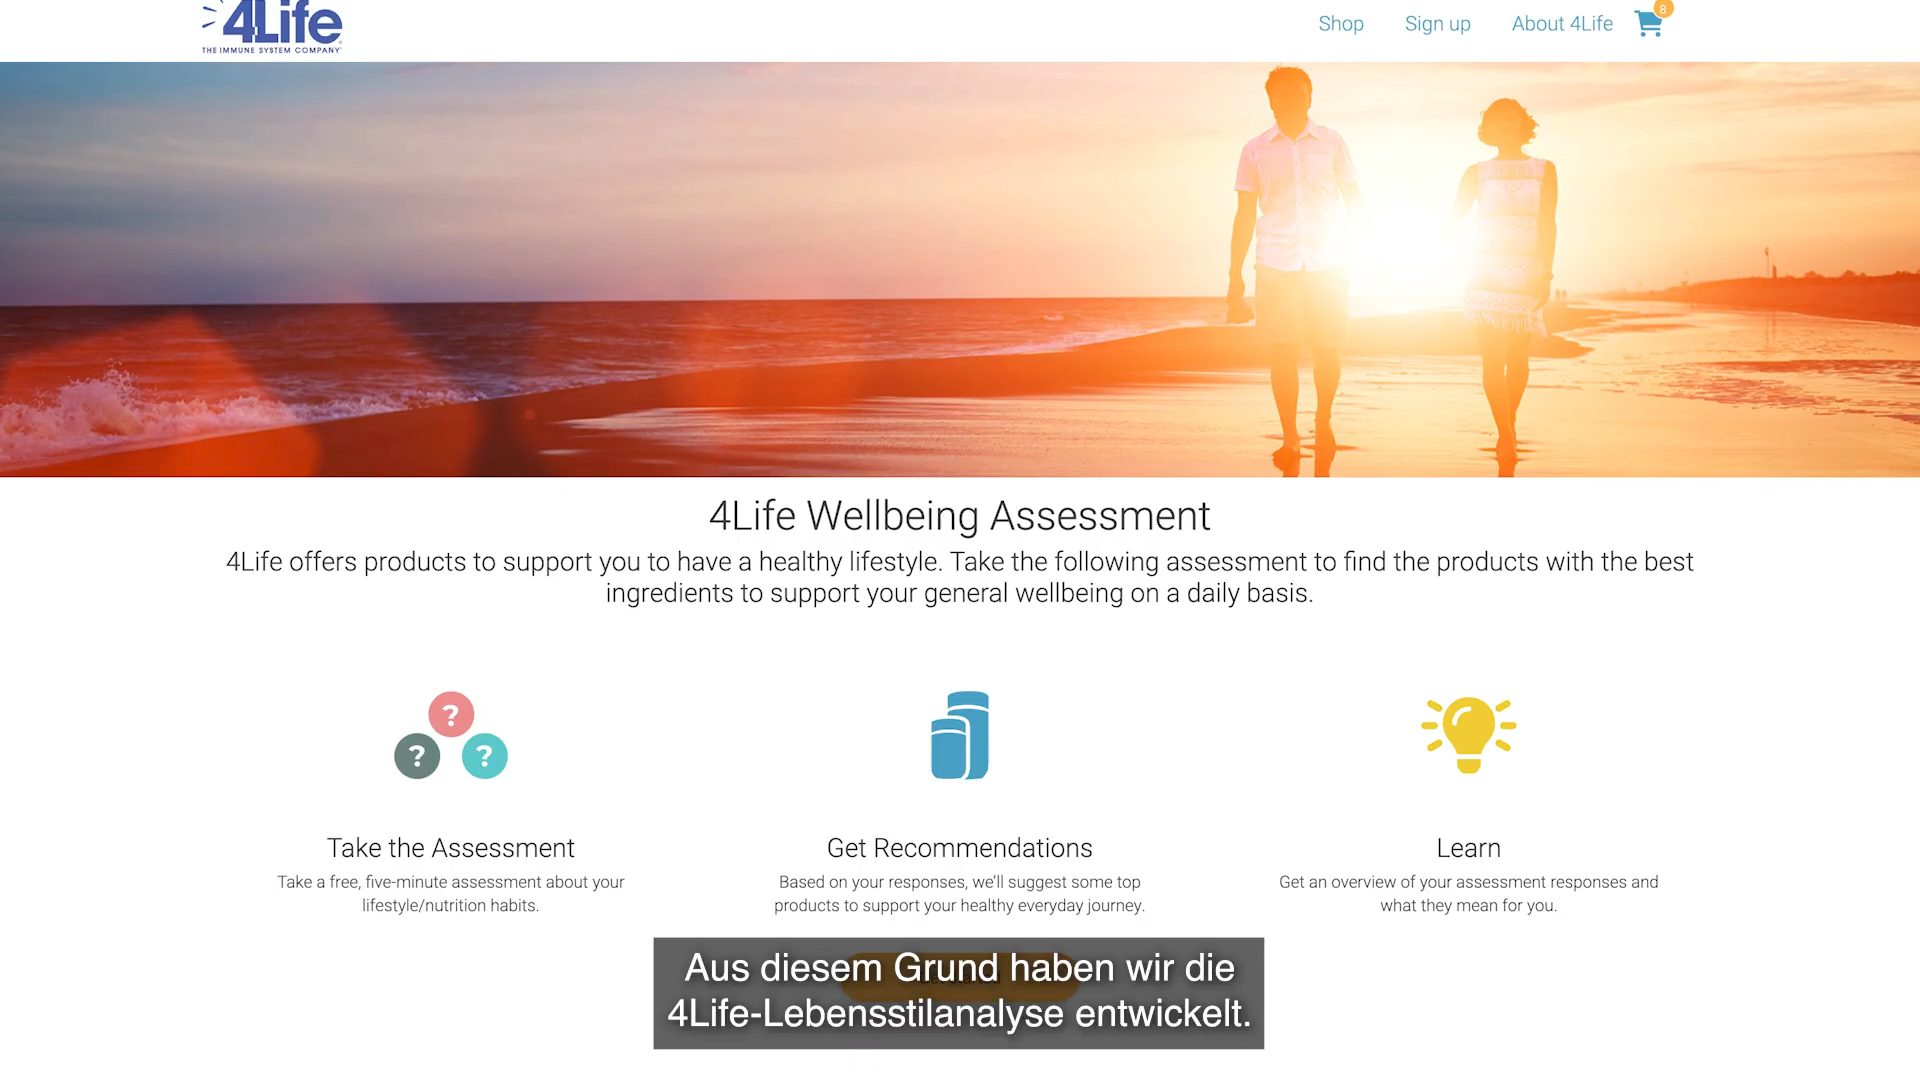 4Life
THE IMMUNE SYSTEM COMPANY
Shop
Sign up
About 4Life
8
4Life Wellbeing Assessment
4Life offers products to support you to have a healthy lifestyle. Take the following assessment to find the products with the best
ingredients to support your general wellbeing on a daily basis.
? ? ?
Take the Assessment
Take a free, five-minute assessment about your
lifestyle/nutrition habits.
Get Recommendations
Based on your responses, we’ll suggest some top
products to support your healthy everyday journey.
Learn
Get an overview of your assessment responses and
what they mean for you.
Aus diesem Grund haben wir die
4Life-Lebensstilanalyse entwickelt.